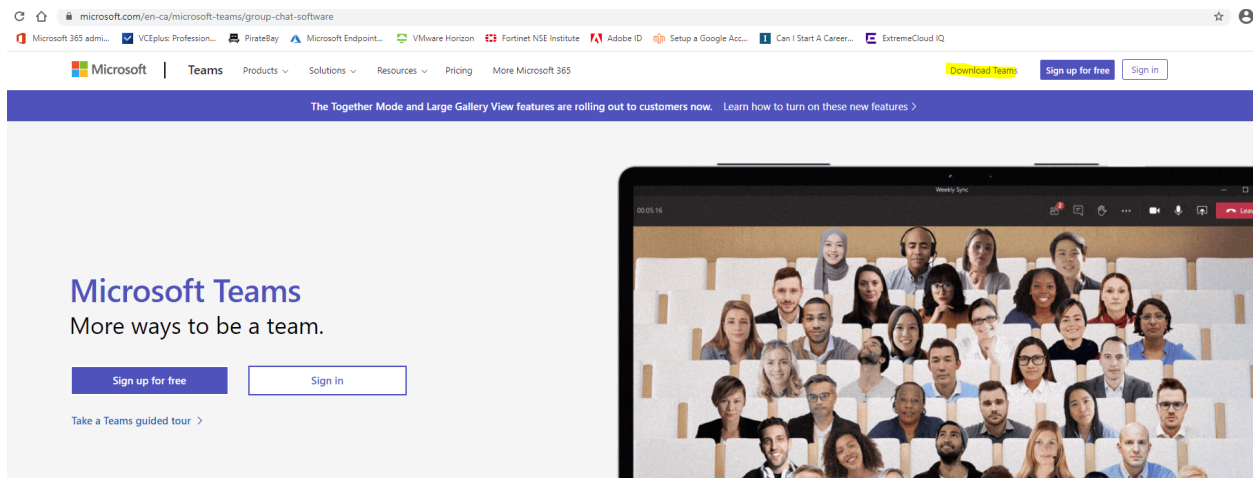 microsoft.com/en-ca/microsoft-teams/group-chat-software
Microsoft 365 admi... VCEplus: Profession... PirateBay Microsoft Endpoint... VMware Horizon Fortinet NSE Institute Adobe ID Setup a Google Acc... Can I Start A Career... ExtremeCloud IQ
Microsoft Teams Products Solutions Resources Pricing More Microsoft 365 Download Teams Sign up for free Sign in
The Together Mode and Large Gallery View features are rolling out to customers now. Learn how to turn on these new features >
Weekly Sync
00:05:16 2 Leav
Microsoft Teams
More ways to be a team.
Sign up for free Sign in
Take a Teams guided tour >